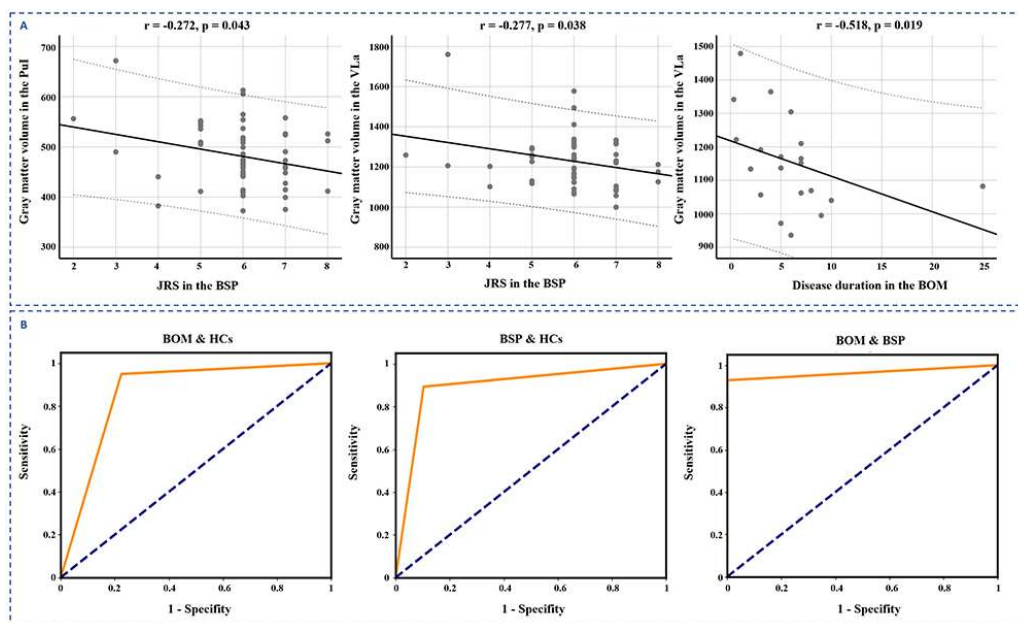 A
r = -0.272, p = 0.043
Gray matter volume in the PuI
700
600
500
400
300
2 3 4 5 6 7 8
JRS in the BSP
r = -0.277, p = 0.038
Gray matter volume in the VLa
1800
1600
1400
1200
1000
800
2 3 4 5 6 7 8
JRS in the BSP
r = -0.518, p = 0.019
Gray matter volume in the VLa
1500
1400
1300
1200
1100
1000
900
0 5 10 15 20 25
Disease duration in the BOM
B
BOM & HCs
Sensitivity
1
0.8
0.6
0.4
0.2
0
0 0.2 0.4 0.6 0.8 1
1 - Specifity
BSP & HCs
Sensitivity
1
0.8
0.6
0.4
0.2
0
0 0.2 0.4 0.6 0.8 1
1 - Specifity
BOM & BSP
Sensitivity
1
0.8
0.6
0.4
0.2
0
0 0.2 0.4 0.6 0.8 1
1 - Specifity